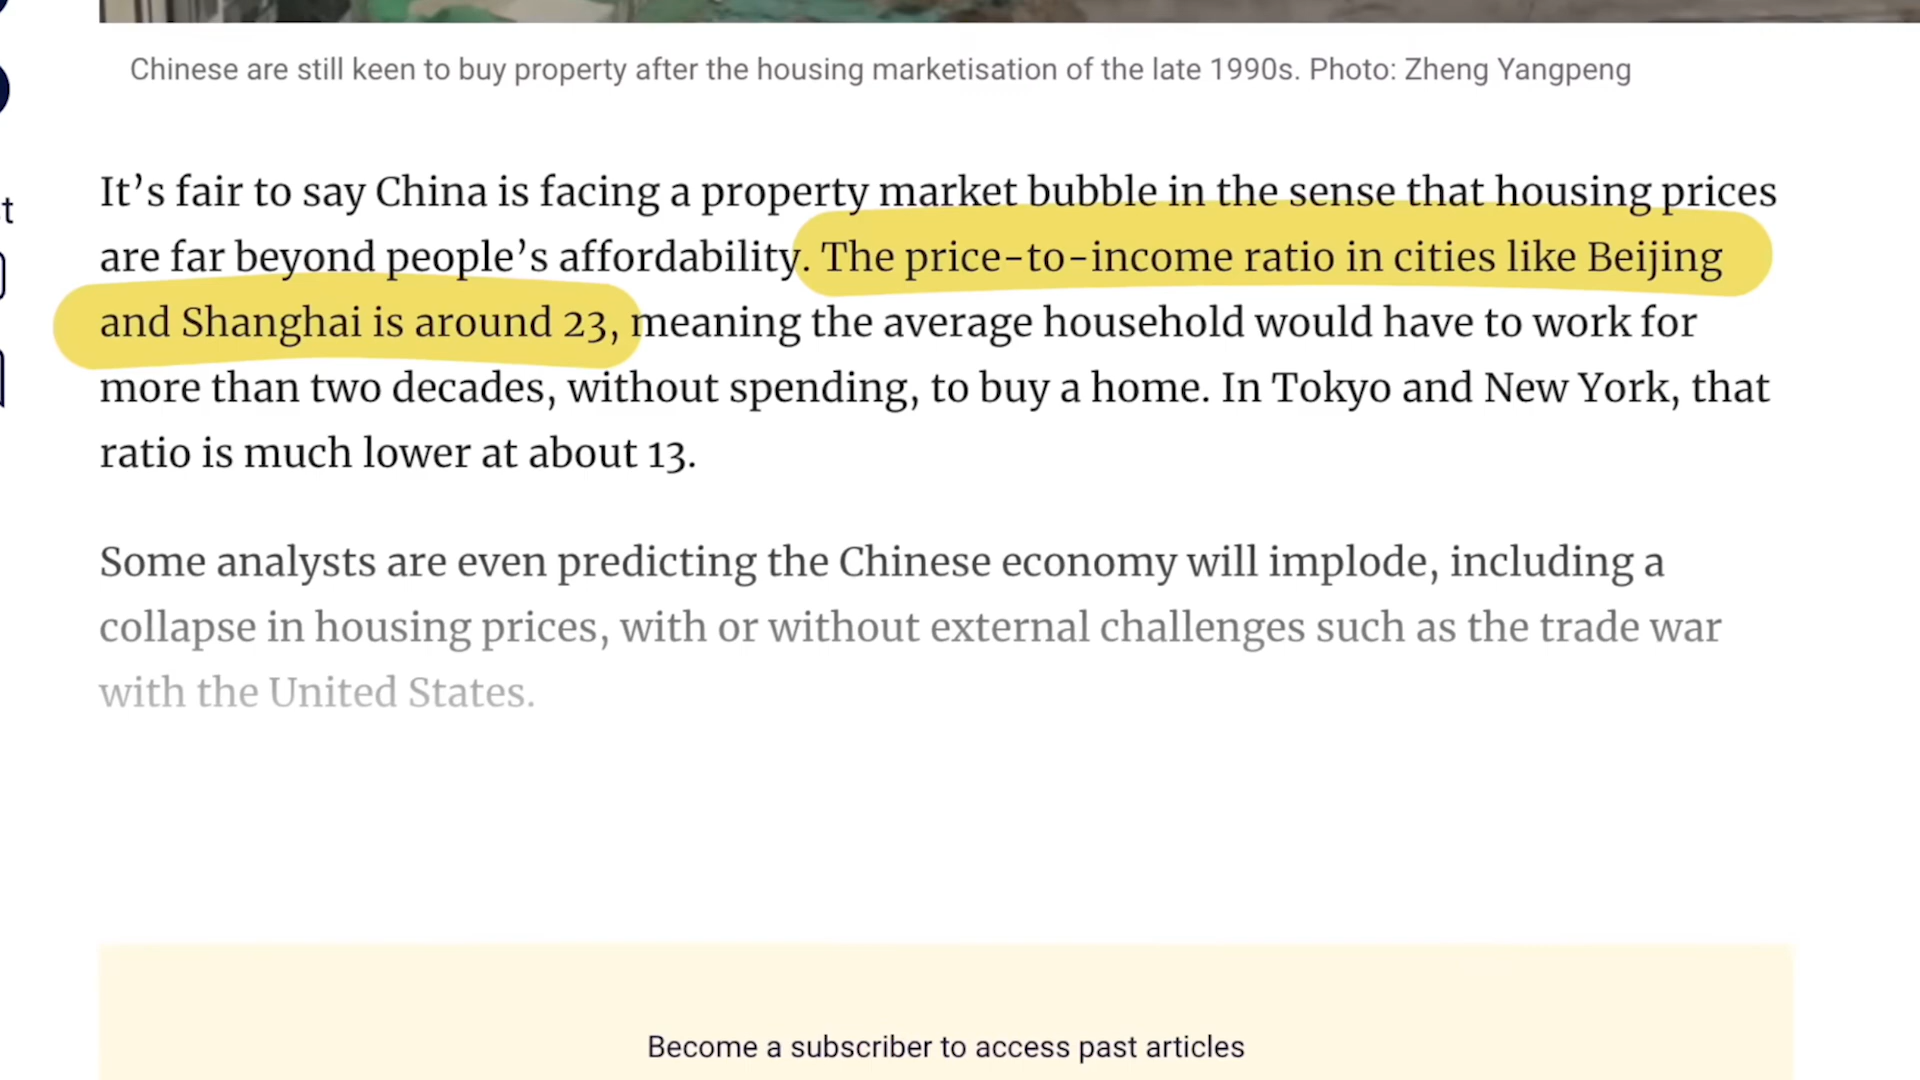 Chinese are still keen to buy property after the housing marketisation of the late 1990s. Photo: Zheng Yangpeng
It’s fair to say China is facing a property market bubble in the sense that housing prices
are far beyond people’s affordability. The price-to-income ratio in cities like Beijing
and Shanghai is around 23, meaning the average household would have to work for
more than two decades, without spending, to buy a home. In Tokyo and New York, that
ratio is much lower at about 13.
Some analysts are even predicting the Chinese economy will implode, including a
collapse in housing prices, with or without external challenges such as the trade war
with the United States.
Become a subscriber to access past articles